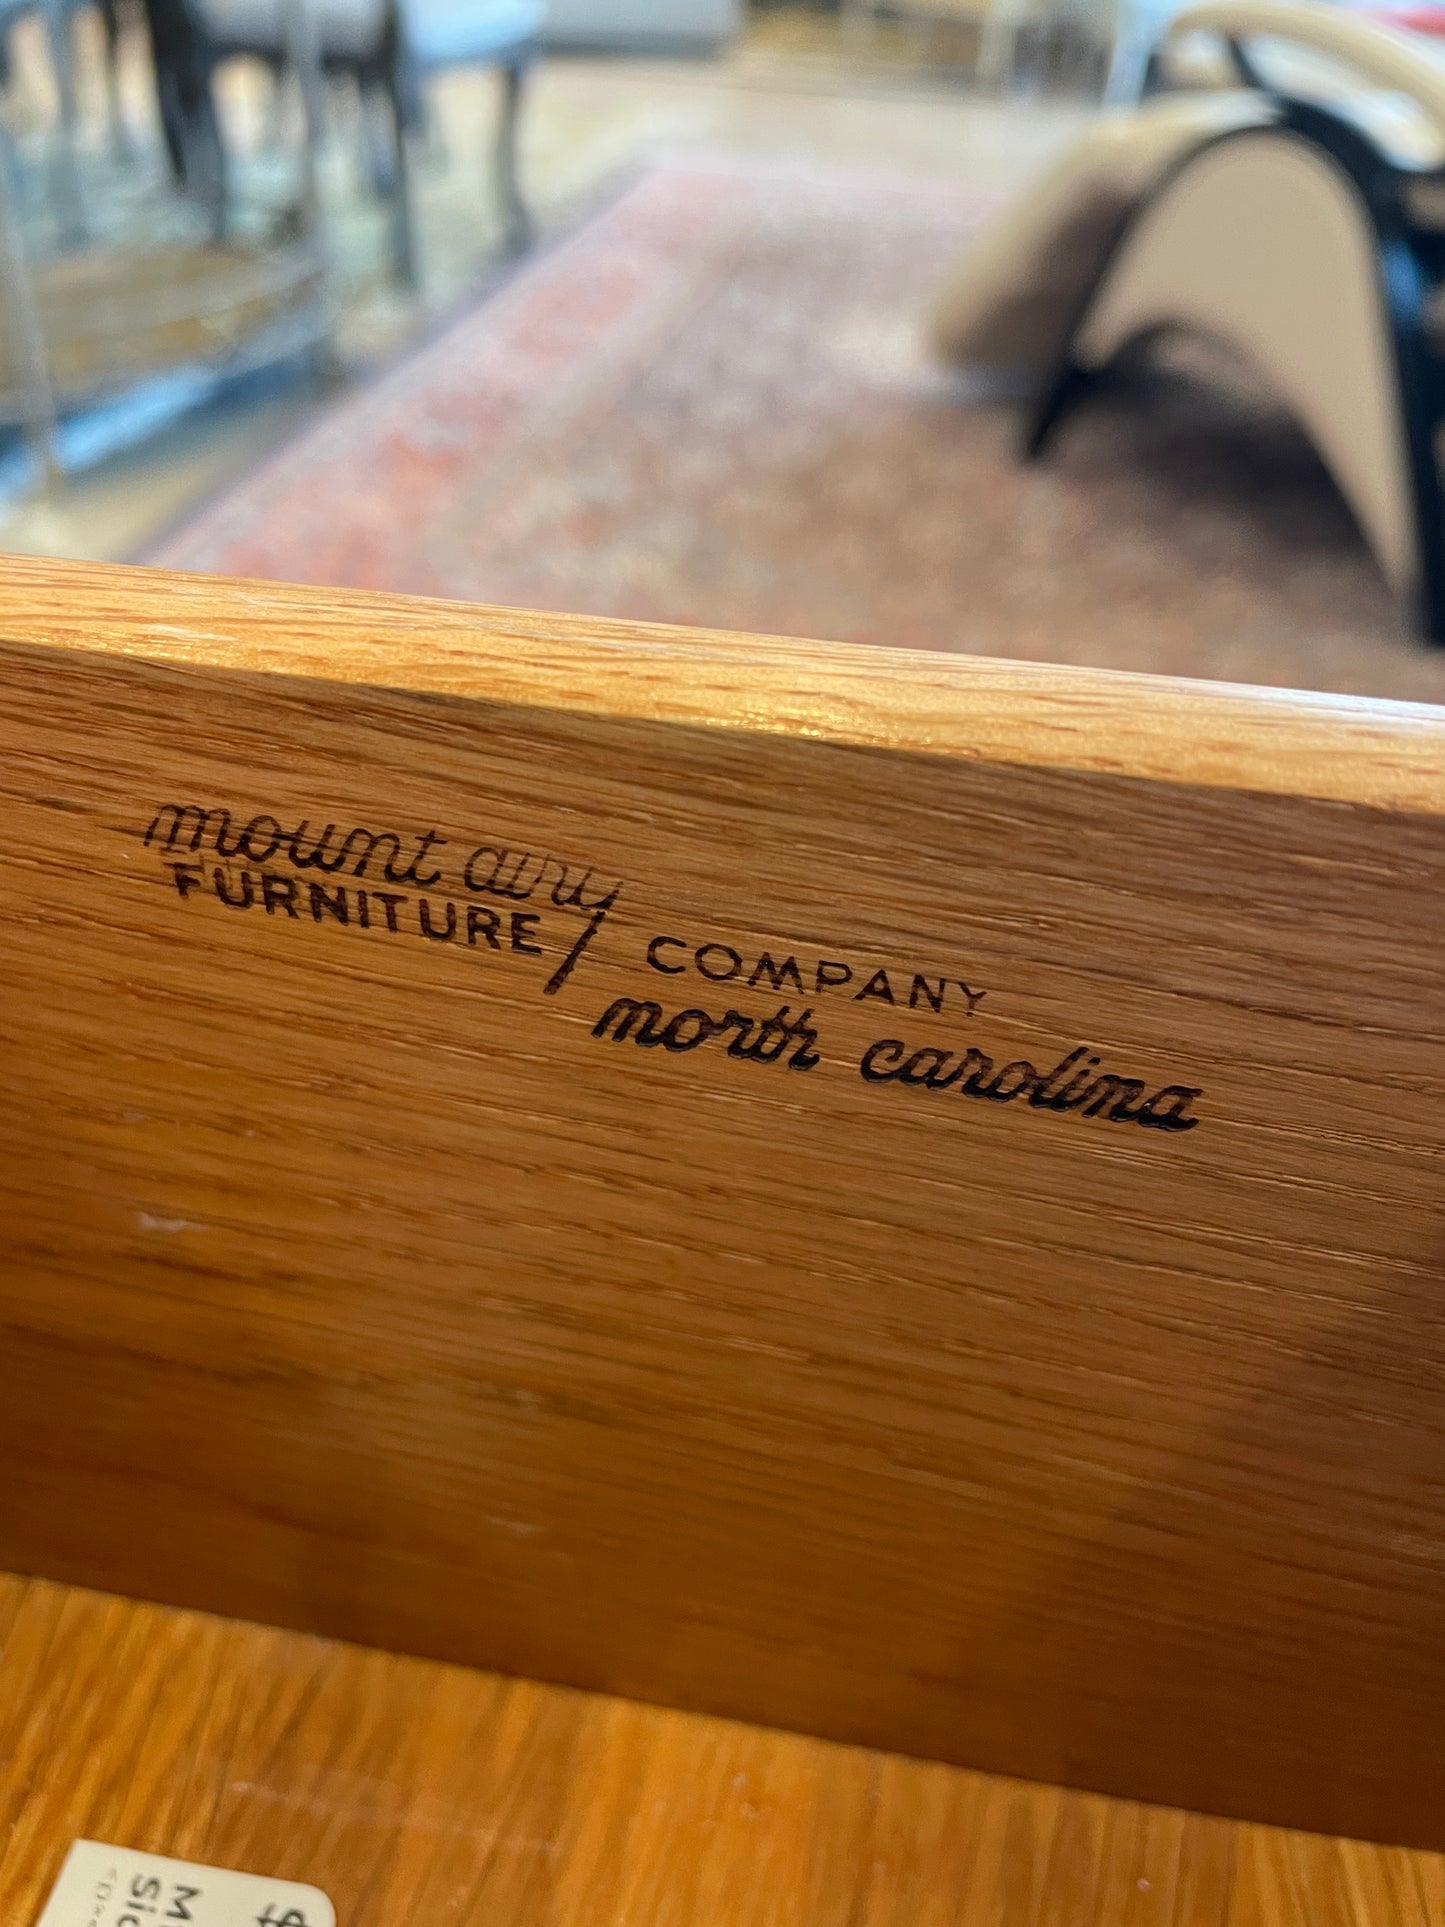 mount airy
FURNITURE COMPANY
north carolina
$